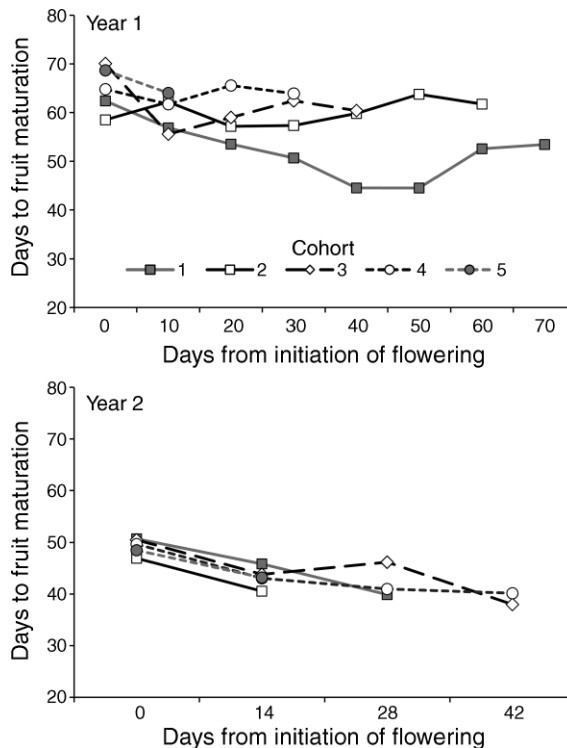 Year 1
80
70
60
50
40
30
20
Days to fruit maturation
Cohort
1 2 3 4 5
0 10 20 30 40 50 60 70
Days from initiation of flowering
Year 2
80
70
60
50
40
30
20
Days to fruit maturation
0 14 28 42
Days from initiation of flowering